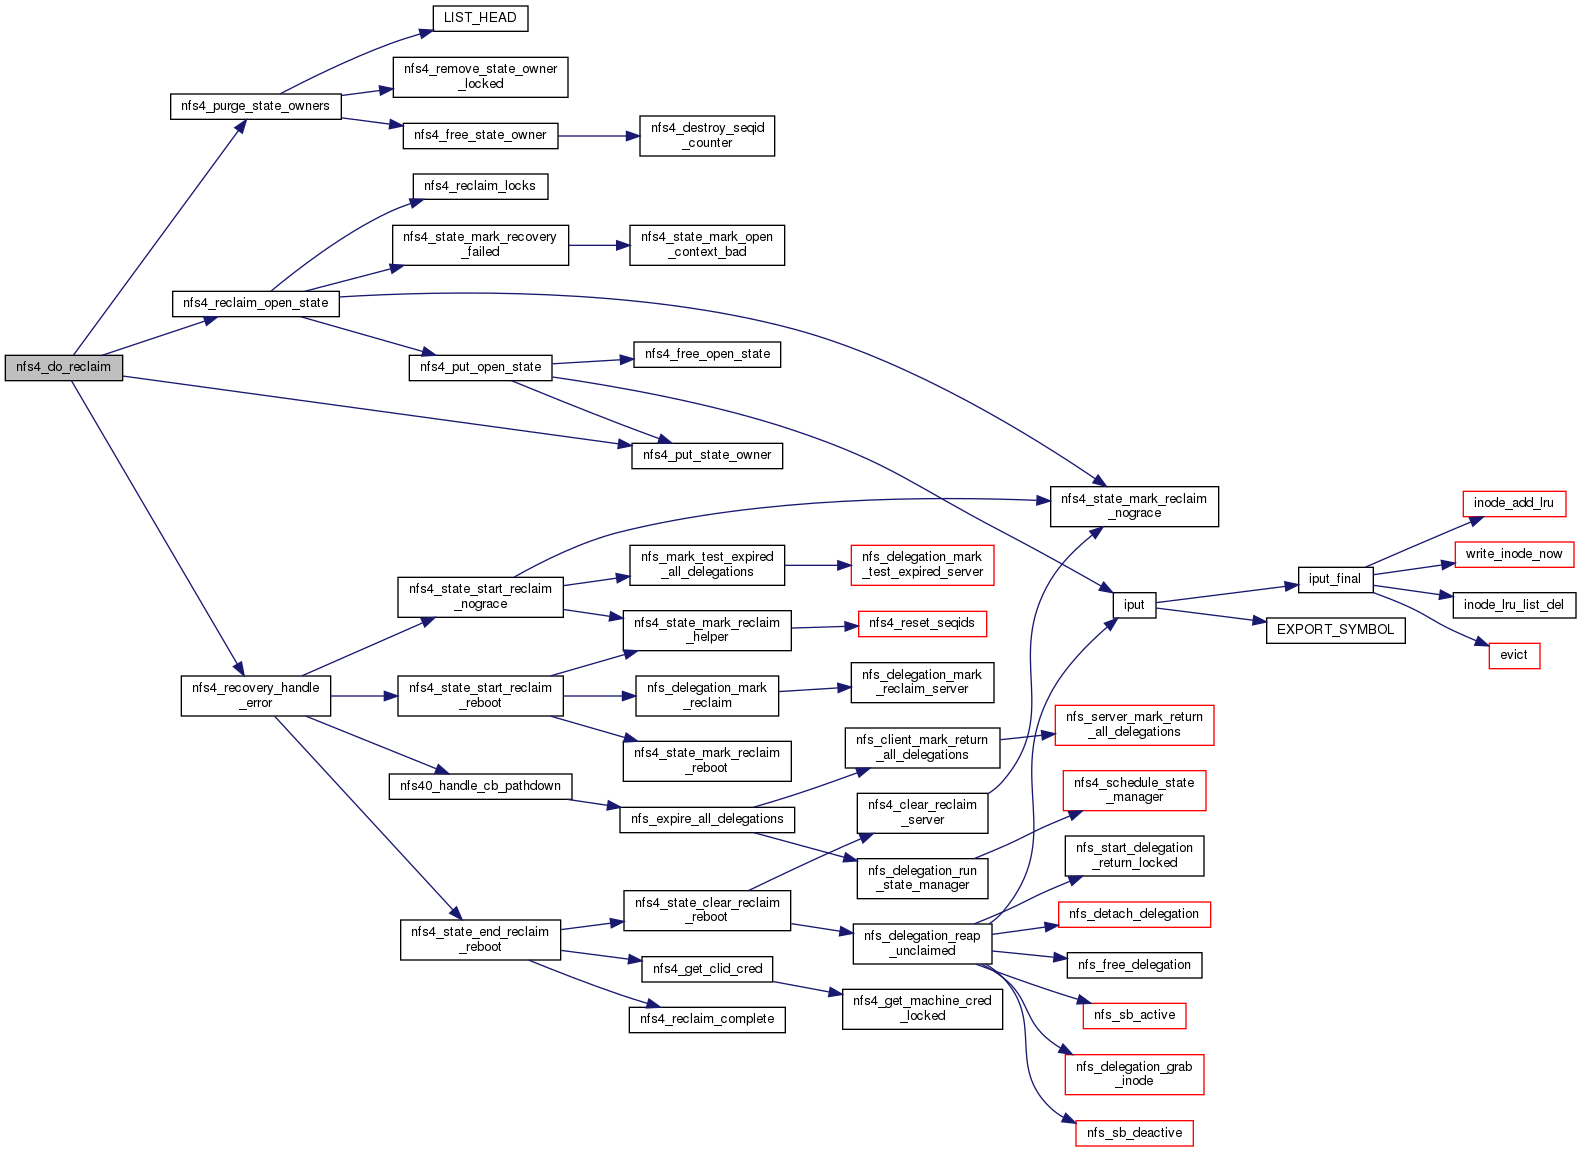 LIST_HEAD
nfs4_remove_state_owner
_locked
nfs4_purge_state_owners
nfs4_free_state_owner
nfs4_destroy_seqid
_counter
nfs4_reclaim_locks
nfs4_state_mark_recovery
_failed
nfs4_state_mark_open
_context_bad
nfs4_reclaim_open_state
nfs4_do_reclaim
nfs4_put_open_state
nfs4_free_open_state
nfs4_put_state_owner
nfs4_state_mark_reclaim
_nograce
inode_add_lru
write_inode_now
iput_final
inode_lru_list_del
iput
EXPORT_SYMBOL
evict
nfs_mark_test_expired
_all_delegations
nfs_delegation_mark
_test_expired_server
nfs4_state_start_reclaim
_nograce
nfs4_state_mark_reclaim
_helper
nfs4_reset_seqids
nfs4_recovery_handle
_error
nfs4_state_start_reclaim
_reboot
nfs_delegation_mark
_reclaim
nfs_delegation_mark
_reclaim_server
nfs4_state_mark_reclaim
_reboot
nfs_client_mark_return
_all_delegations
nfs_server_mark_return
_all_delegations
nfs40_handle_cb_pathdown
nfs_expire_all_delegations
nfs4_clear_reclaim
_server
nfs4_schedule_state
_manager
nfs_delegation_run
_state_manager
nfs_start_delegation
_return_locked
nfs4_state_end_reclaim
_reboot
nfs4_state_clear_reclaim
_reboot
nfs_delegation_reap
_unclaimed
nfs_detach_delegation
nfs4_get_clid_cred
nfs_free_delegation
nfs4_reclaim_complete
nfs4_get_machine_cred
_locked
nfs_sb_active
nfs_delegation_grab
_inode
nfs_sb_deactive